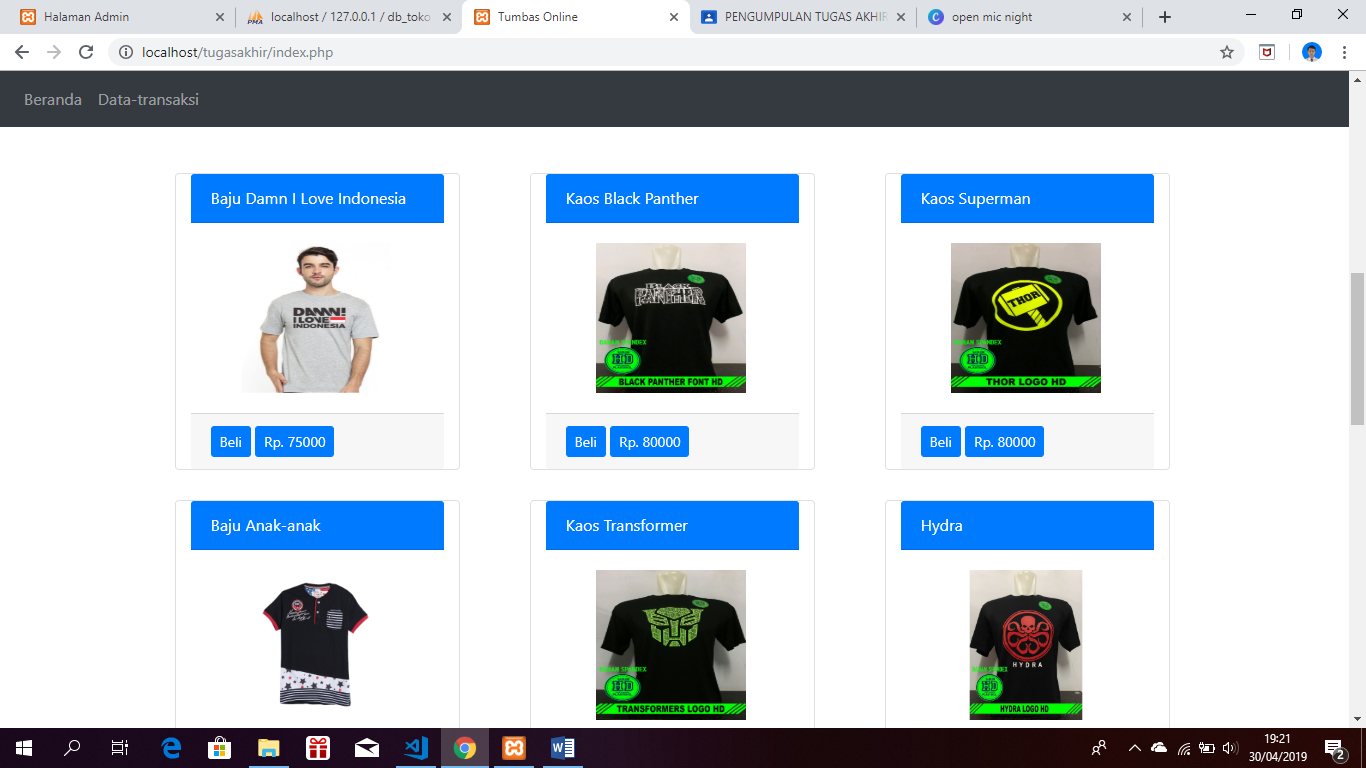 Halaman Admin
localhost / 127.0.0.1 / db_toko
Tumbas Online
PENGUMPULAN TUGAS AKHIR
open mic night
localhost/tugasakhir/index.php
Beranda Data-transaksi
Baju Damn I Love Indonesia
Kaos Black Panther
Kaos Superman
DAMN!
I LOVE
INDONESIA
BLACK
PANTHER
HD
BLACK PANTHER FONT HD
THOR
HD
THOR LOGO HD
Beli Rp. 75000
Beli Rp. 80000
Beli Rp. 80000
Baju Anak-anak
Kaos Transformer
Hydra
HD
TRANSFORMERS LOGO HD
HYDRA
HD
HYDRA LOGO HD
19:21
30/04/2019
2